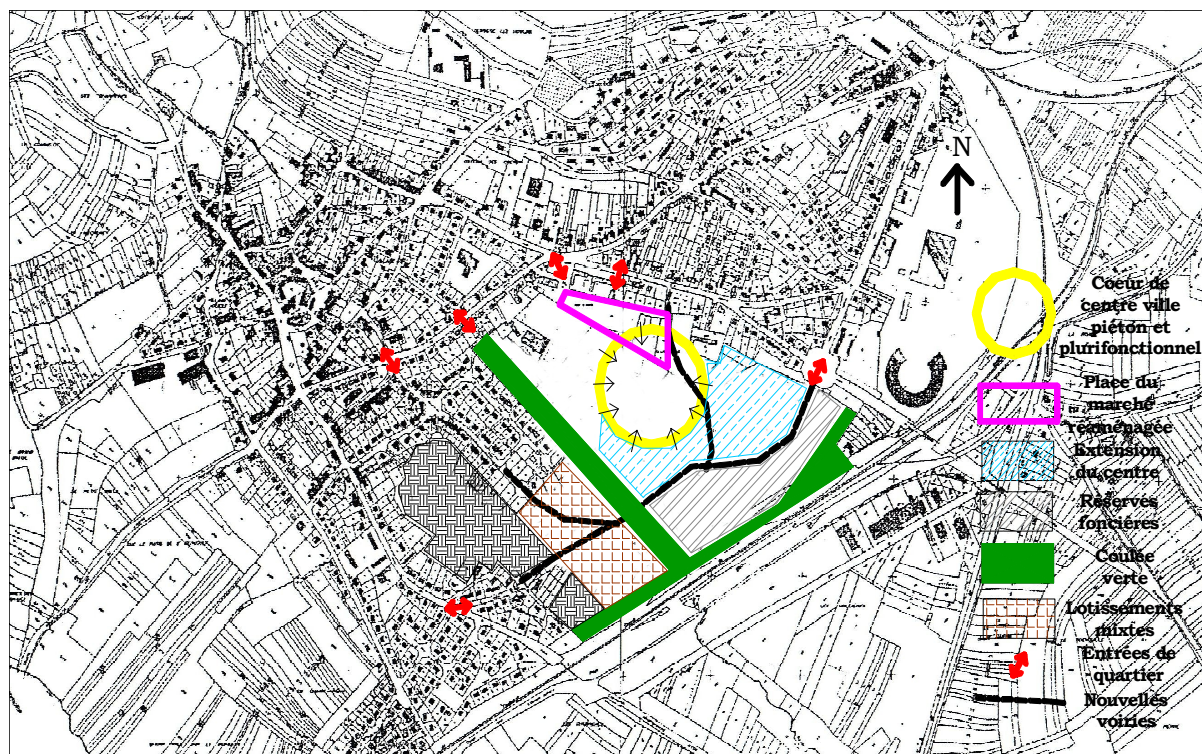 N
Coeur de
centre ville
piéton et
plurifonctionnel
Place du
marché
réaménagée
Extension
du centre
Réserves
foncières
Coulée
verte
Lotissements
mixtes
Entrées de
quartier
Nouvelles
voiries